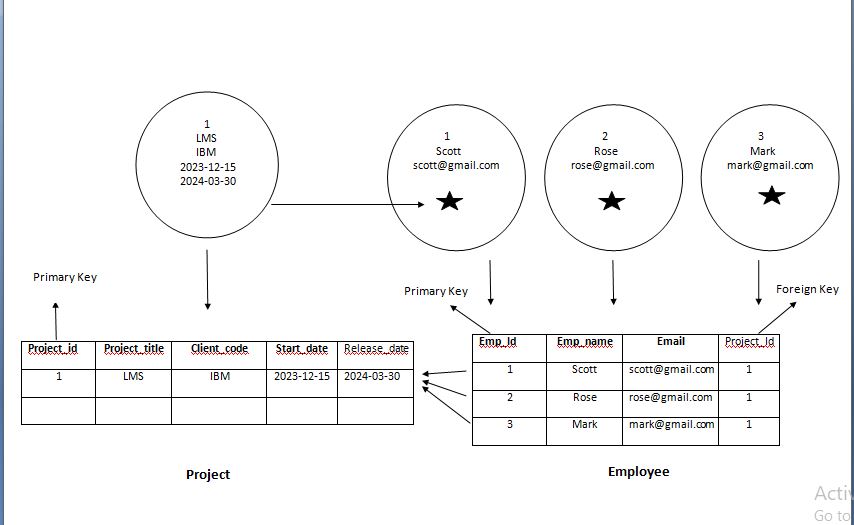 1
LMS
IBM
2023-12-15
2024-03-30
1
Scott
scott@gmail.com
2
Rose
rose@gmail.com
3
Mark
mark@gmail.com
Primary Key
Primary Key
Foreign Key
Project_id Project_title Client_code Start_date Release_date
1 LMS IBM 2023-12-15 2024-03-30
Emp_Id Emp_name Email Project_Id
1 Scott scott@gmail.com 1
2 Rose rose@gmail.com 1
3 Mark mark@gmail.com 1
Project
Employee
Go to